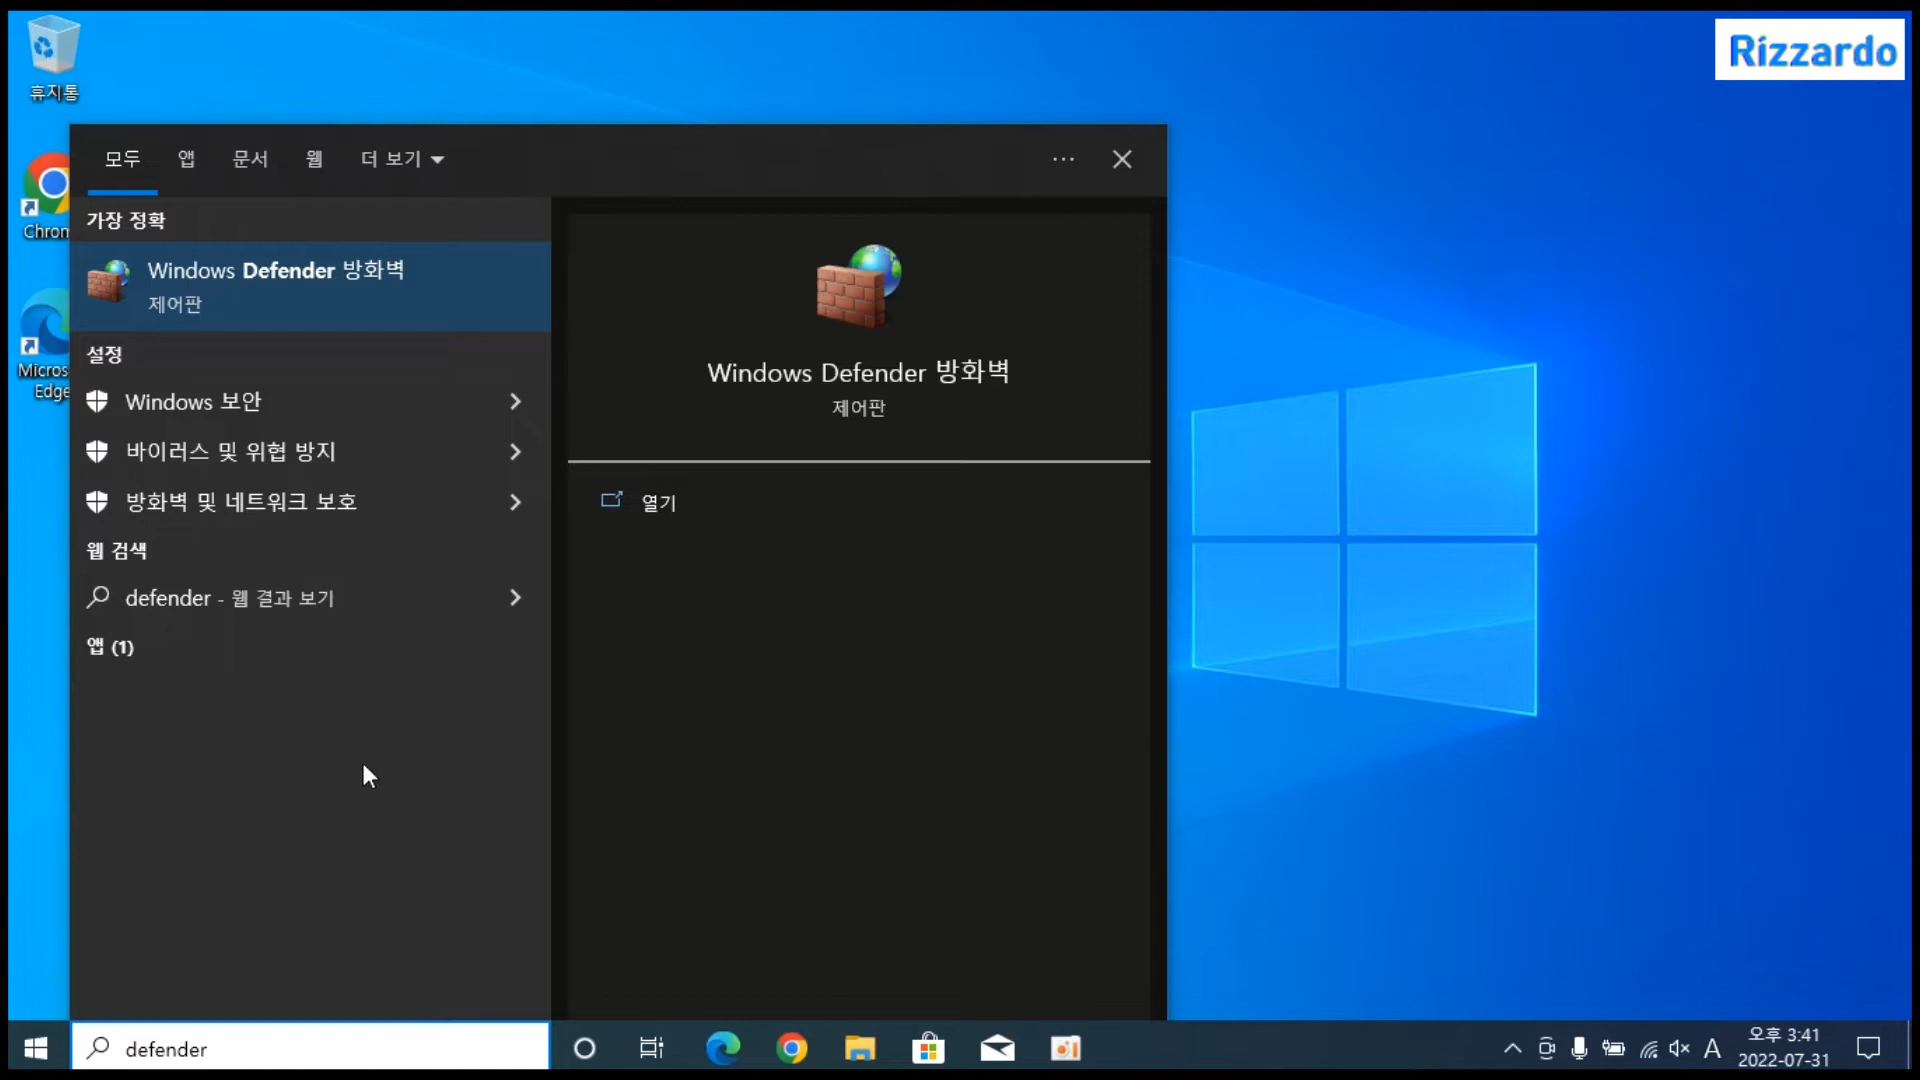 Rizzardo
휴지통
Chrom
Micros
Edge
모두 앱 문서 웹 더 보기
가장 정확
Windows Defender 방화벽
제어판
설정
Windows 보안
바이러스 및 위협 방지
방화벽 및 네트워크 보호
웹 검색
defender - 웹 결과 보기
앱 (1)
Windows Defender 방화벽
제어판
열기
defender
A
오후 3:41
2022-07-31